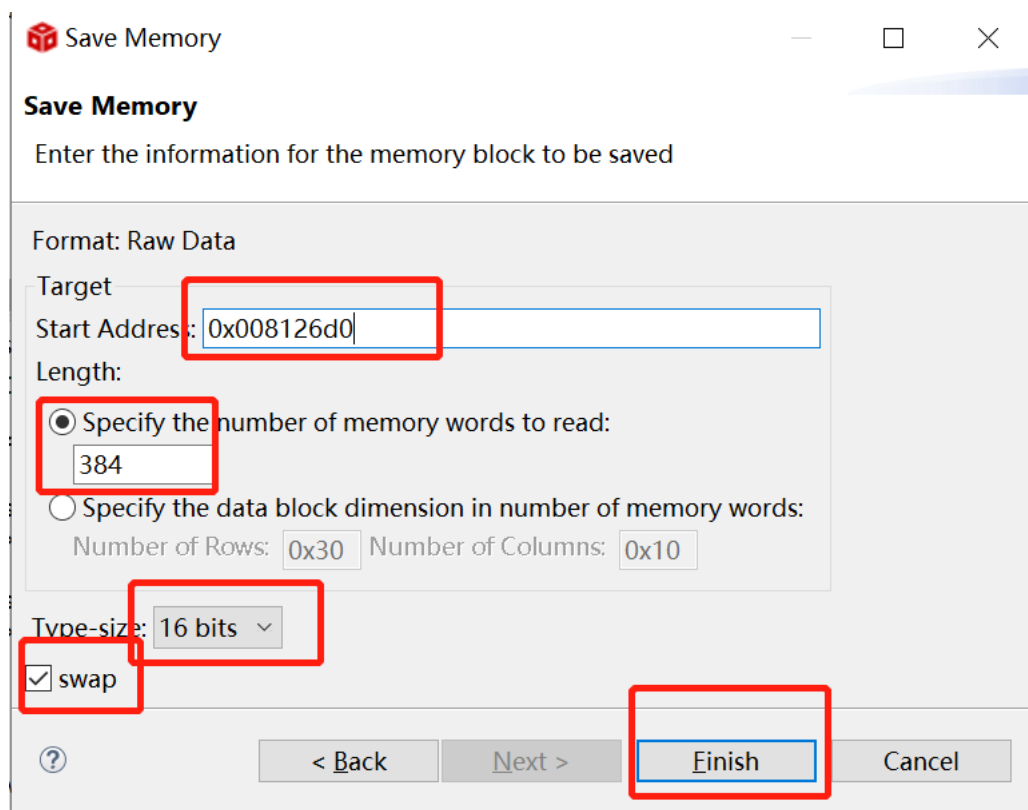 Save Memory
Save Memory
Enter the information for the memory block to be saved
Format: Raw Data
Target
Start Address: 0x008126d0
Length:
Specify the number of memory words to read:
384
Specify the data block dimension in number of memory words:
Number of Rows: 0x30 Number of Columns: 0x10
Type-size: 16 bits
swap
? < Back Next > Finish Cancel